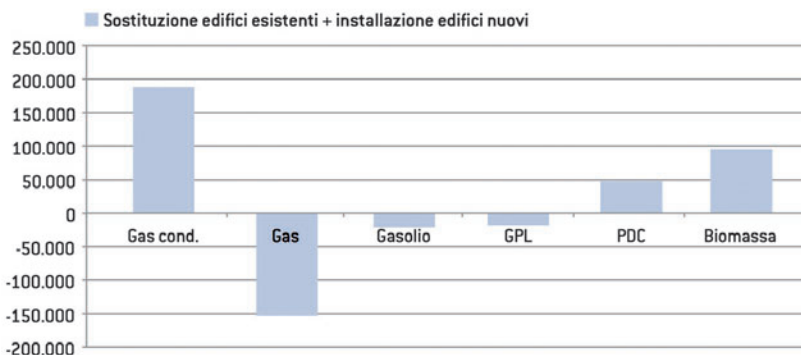 Sostituzione edifici esistenti + installazione edifici nuovi
250.000
200.000
150.000
100.000
50.000
0
-50.000
-100.000
-150.000
-200.000
Gas cond.
Gas
Gasolio
GPL
PDC
Biomassa